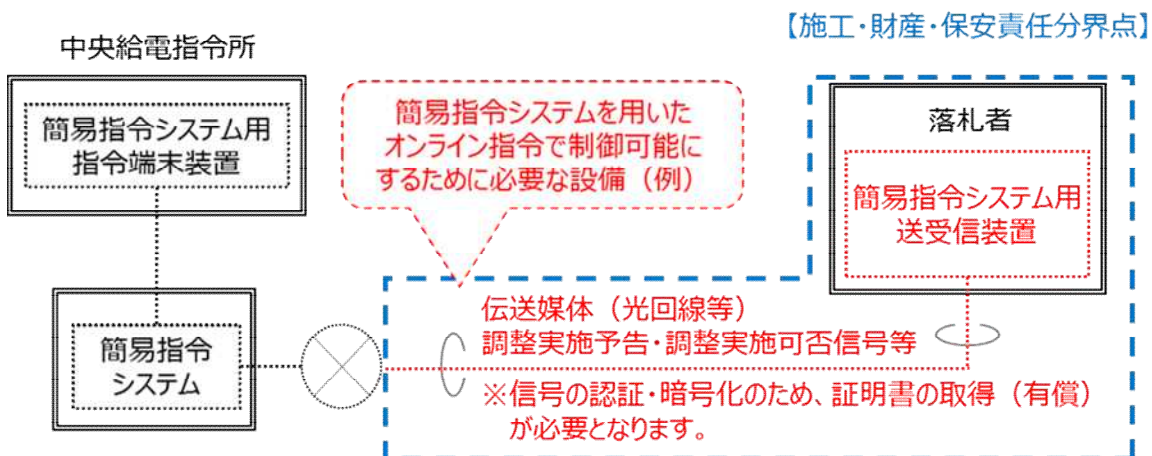 【施工・財産・保安責任分界点】
中央給電指令所
簡易指令システム用
指令端末装置
簡易指令システムを用いた
オンライン指令で制御可能に
するために必要な設備（例）
落札者
簡易指令システム用
送受信装置
簡易指令
システム
伝送媒体（光回線等）
調整実施予告・調整実施可否信号等
※信号の認証・暗号化のため、証明書の取得（有償）
が必要となります。